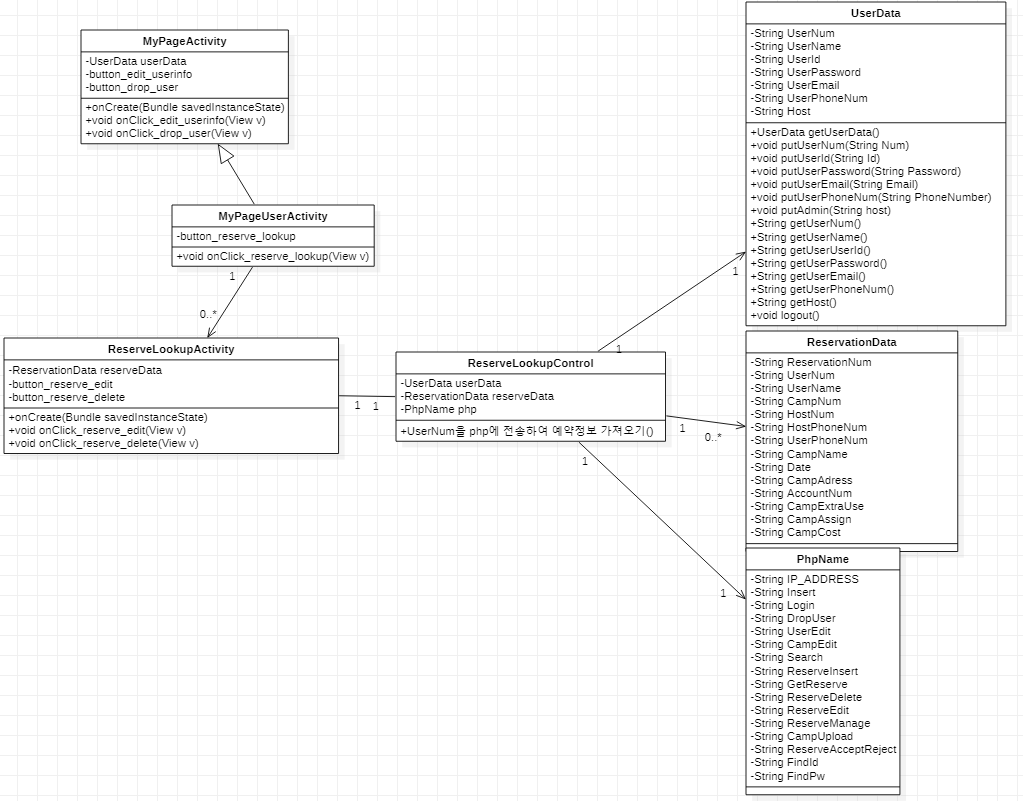 MyPageActivity
-UserData userData
-button_edit_userinfo
-button_drop_user
+onCreate(Bundle savedInstanceState)
+void onClick_edit_userinfo(View v)
+void onClick_drop_user(View v)
MyPageUserActivity
-button_reserve_lookup
+void onClick_reserve_lookup(View v)
1
0..*
ReserveLookupActivity
-ReservationData reserveData
-button_reserve_edit
-button_reserve_delete
+onCreate(Bundle savedInstanceState)
+void onClick_reserve_edit(View v)
+void onClick_reserve_delete(View v)
1
1
ReserveLookupControl
-UserData userData
-ReservationData reserveData
-PhpName php
+UserNum을 php에 전송하여 예약정보 가져오기()
1
1
1
0..*
1
1
UserData
-String UserNum
-String UserName
-String UserId
-String UserPassword
-String UserEmail
-String UserPhoneNum
-String Host
+UserData getUserData()
+void putUserNum(String Num)
+void putUserId(String Id)
+void putUserPassword(String Password)
+void putUserEmail(String Email)
+void putUserPhoneNum(String PhoneNumber)
+void putAdmin(String host)
+String getUserNum()
+String getUserName()
+String getUserUserId()
+String getUserPassword()
+String getUserEmail()
+String getUserPhoneNum()
+String getHost()
+void logout()
ReservationData
-String ReservationNum
-String UserNum
-String UserName
-String CampNum
-String HostNum
-String HostPhoneNum
-String UserPhoneNum
-String CampName
-String Date
-String CampAdress
-String AccountNum
-String CampExtraUse
-String CampAssign
-String CampCost
PhpName
-String IP_ADDRESS
-String Insert
-String Login
-String DropUser
-String UserEdit
-String CampEdit
-String Search
-String ReserveInsert
-String GetReserve
-String ReserveDelete
-String ReserveEdit
-String ReserveManage
-String CampUpload
-String ReserveAcceptReject
-String FindId
-String FindPw